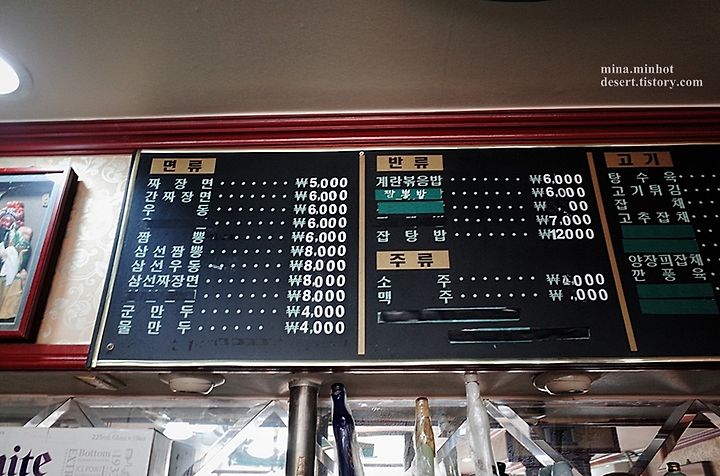 mina.minhot
desert.tistory.com
면류
짜장면 ₩5,000
간짜장면 ₩6,000
우동 ₩6,000
₩6,000
짬뽕 ₩6,000
삼선짬뽕 ₩8,000
삼선우동 ₩8,000
삼선짜장면 ₩8,000
₩8,000
군만두 ₩4,000
물만두 ₩4,000
반류
계란볶음밥 ₩6,000
짬뽕밥 ₩6,000
₩ 00
₩7,000
잡탕밥 ₩12000
주류
소주 ₩ ,000
맥주 ₩ ,000
고기
탕수육
고기튀김
잡채
고추잡채
양장피잡채
깐풍육
nite
Bottom